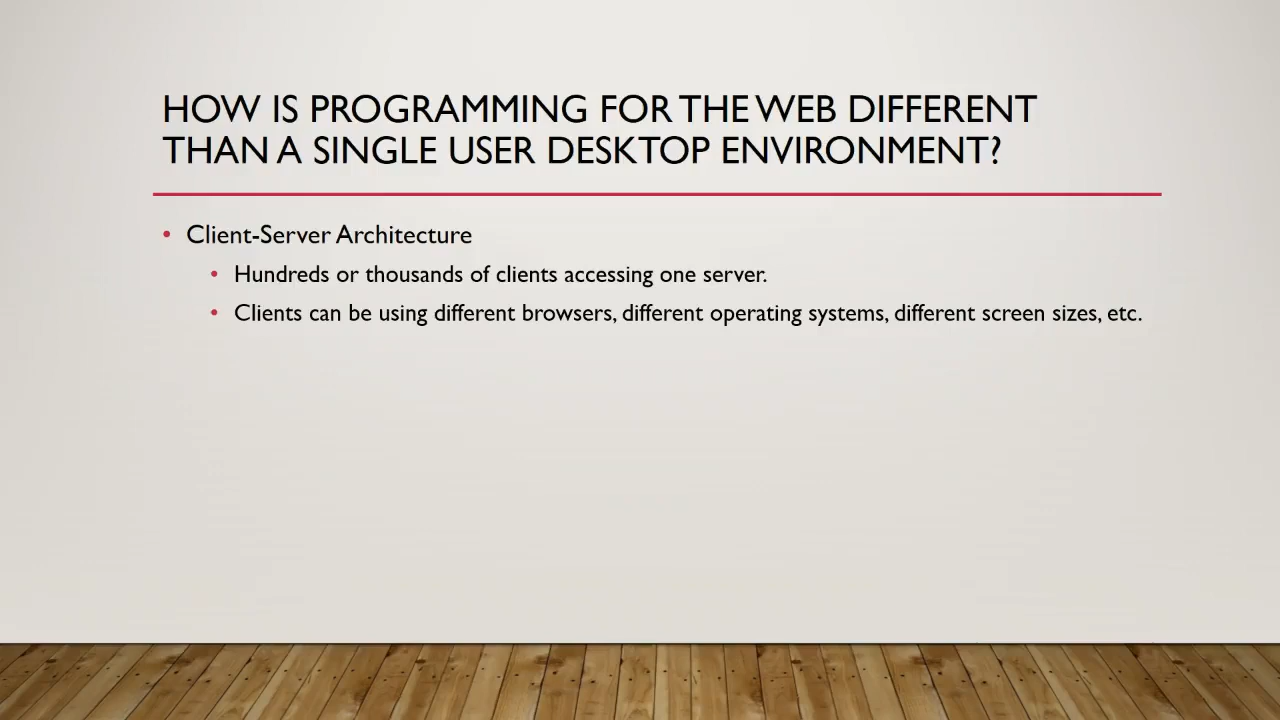 HOW IS PROGRAMMING FOR THE WEB DIFFERENT
THAN A SINGLE USER DESKTOP ENVIRONMENT?
• Client-Server Architecture
• Hundreds or thousands of clients accessing one server.
• Clients can be using different browsers, different operating systems, different screen sizes, etc.